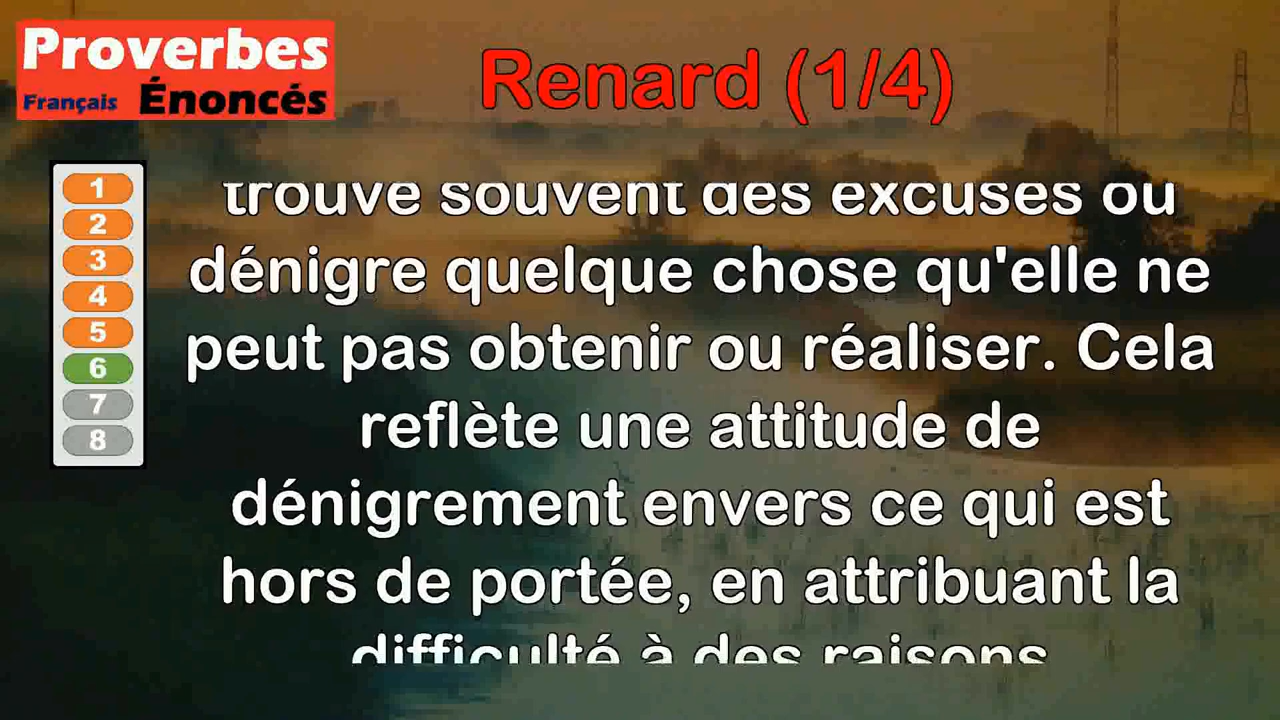 Proverbes
Français Énoncés
Renard (1/4)
1
2
3
4
5
6
7
8
trouve souvent des excuses ou
dénigre quelque chose qu'elle ne
peut pas obtenir ou réaliser. Cela
reflète une attitude de
dénigrement envers ce qui est
hors de portée, en attribuant la
difficulté à des raisons